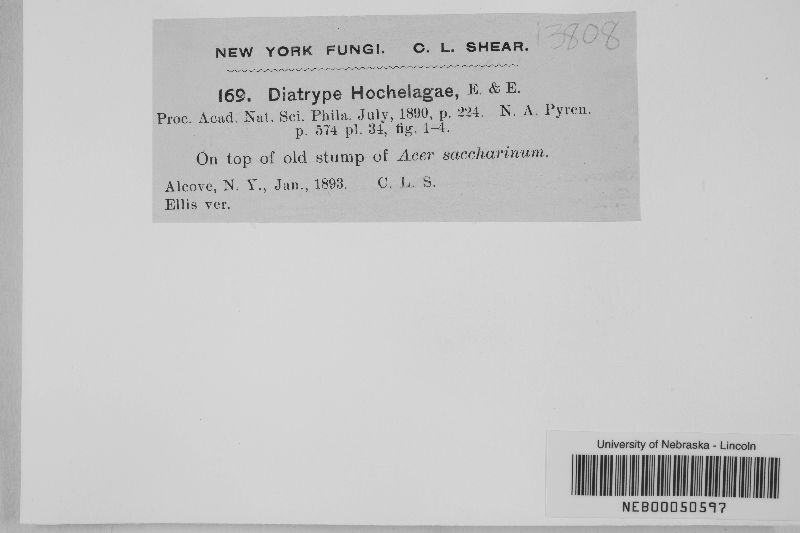 NEW YORK FUNGI. C. L. SHEAR. 13808
169. Diatrype Hochelagae, E. & E.
Proc. Acad. Nat. Sci. Phila. July, 1890, p. 224. N. A. Pyren.
p. 574 pl. 34, fig. 1-4.
On top of old stump of Acer saccharinum.
Alcove, N. Y., Jan., 1893. C. L. S.
Ellis ver.
University of Nebraska - Lincoln
NEB00050597